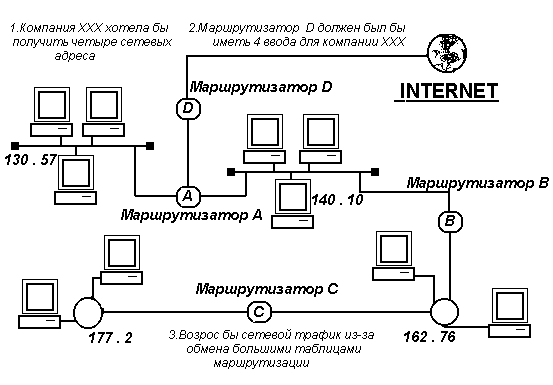 1.Компания ХХХ хотела бы
получить четыре сетевых
адреса
2.Маршрутизатор D должен был бы
иметь 4 ввода для компании ХХХ
INTERNET
Маршрутизатор D
D
130 . 57
A
Маршрутизатор А
140 . 10
Маршрутизатор В
B
Маршрутизатор С
C
177 . 2
162 . 76
3.Возрос бы сетевой трафик из-за
обмена большими таблицами
маршрутизации